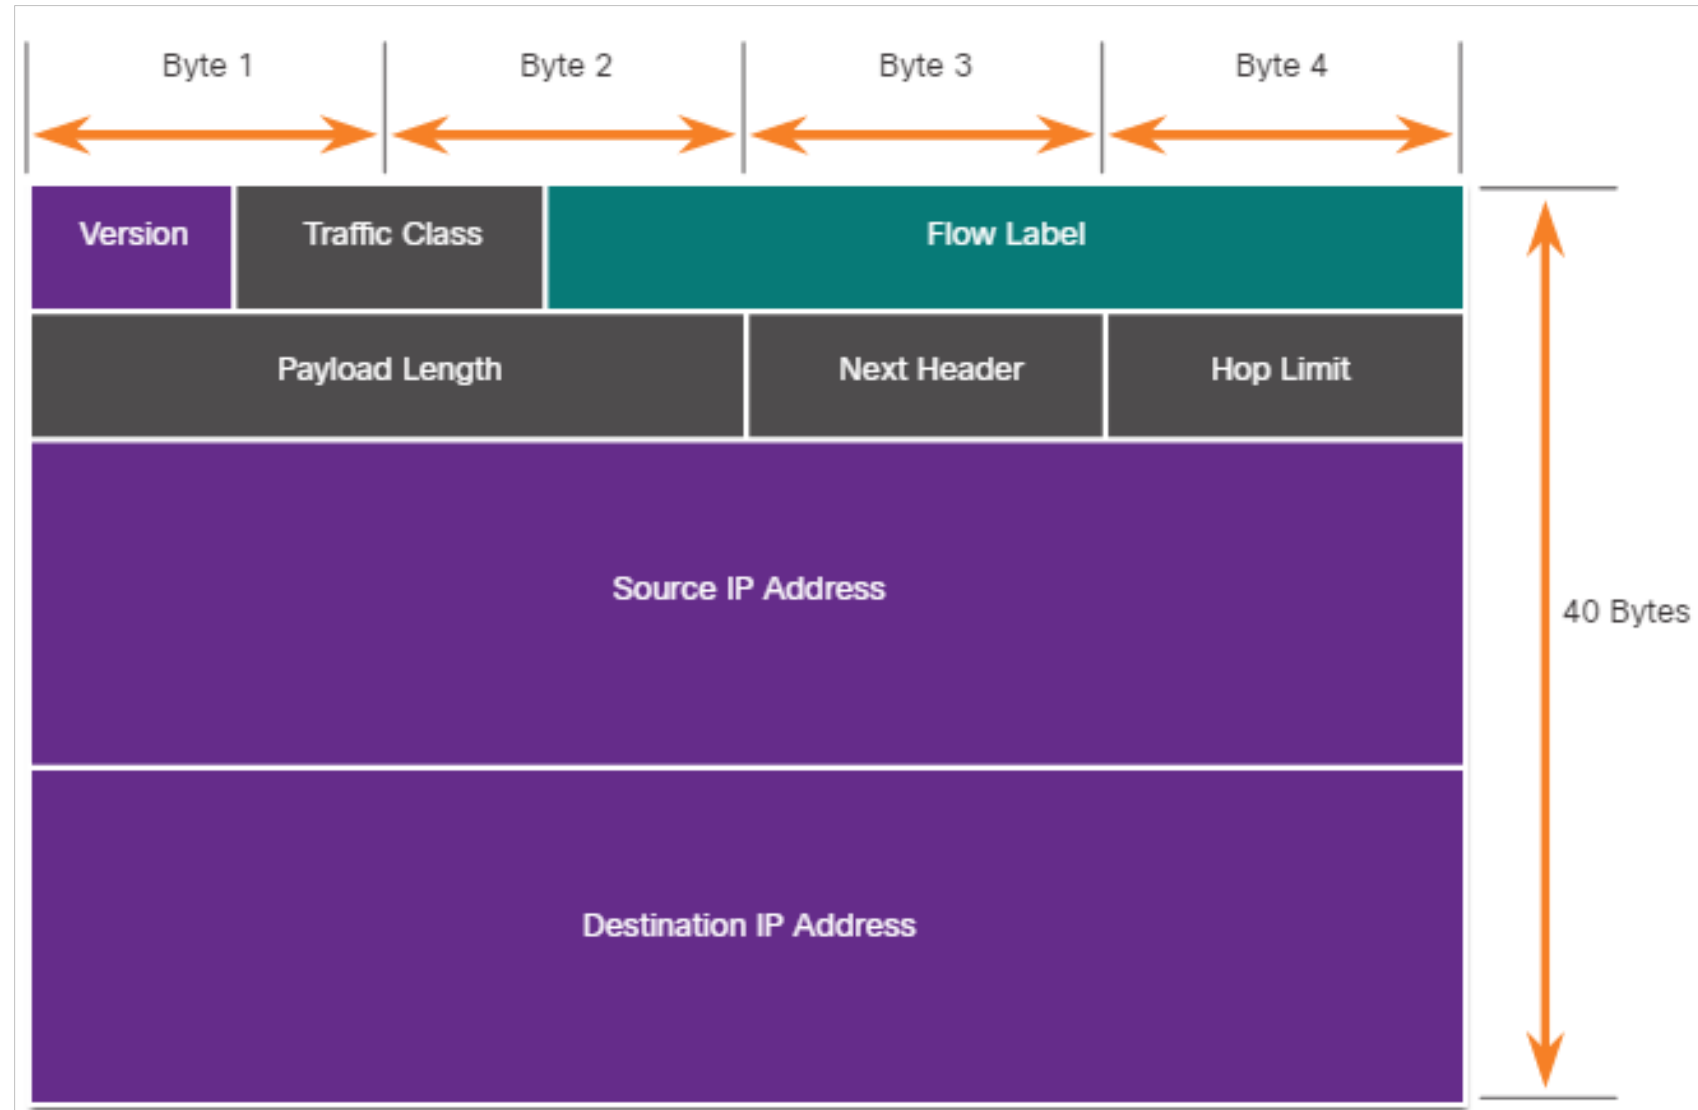 Byte 1
Byte 2
Byte 3
Byte 4
Version
Traffic Class
Flow Label
Payload Length
Next Header
Hop Limit
Source IP Address
40 Bytes
Destination IP Address